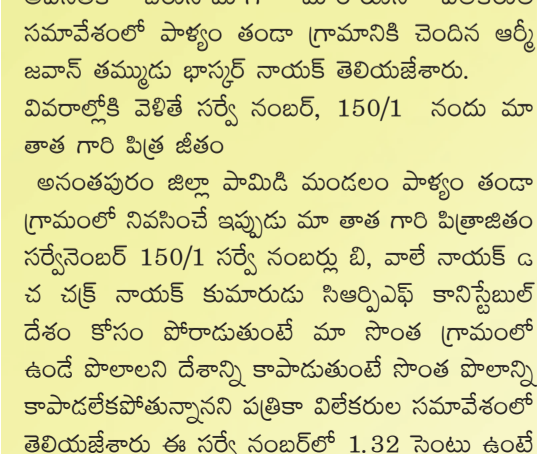 సమావేశంలో పాళ్యం తండా గ్రామానికి చెందిన ఆర్మీ
జవాన్ తమ్ముడు భాస్కర్ నాయక్ తెలియజేశారు.
వివరాల్లోకి వెళితే సర్వే నంబర్, 150/1 నందు మా
తాత గారి పిత్ర జీతం
అనంతపురం జిల్లా పామిడి మండలం పాళ్యం తండా
గ్రామంలో నివసించే ఇప్పుడు మా తాత గారి పిత్రాజితం
సర్వేనెంబర్ 150/1 సర్వే నంబర్లు బి, వాలే నాయక్ డ
చ చక్ర్ నాయక్ కుమారుడు సిఆర్పిఎఫ్ కానిస్టేబుల్
దేశం కోసం పోరాడుతుంటే మా సొంత గ్రామంలో
ఉండే పొలాలని దేశాన్ని కాపాడుతుంటే సొంత పొలాన్ని
కాపాడలేకపోతున్నానని పత్రికా విలేకరుల సమావేశంలో
తెలియజేశారు ఈ సర్వే నంబర్‌లో 1.32 సెంటు ఉంటే